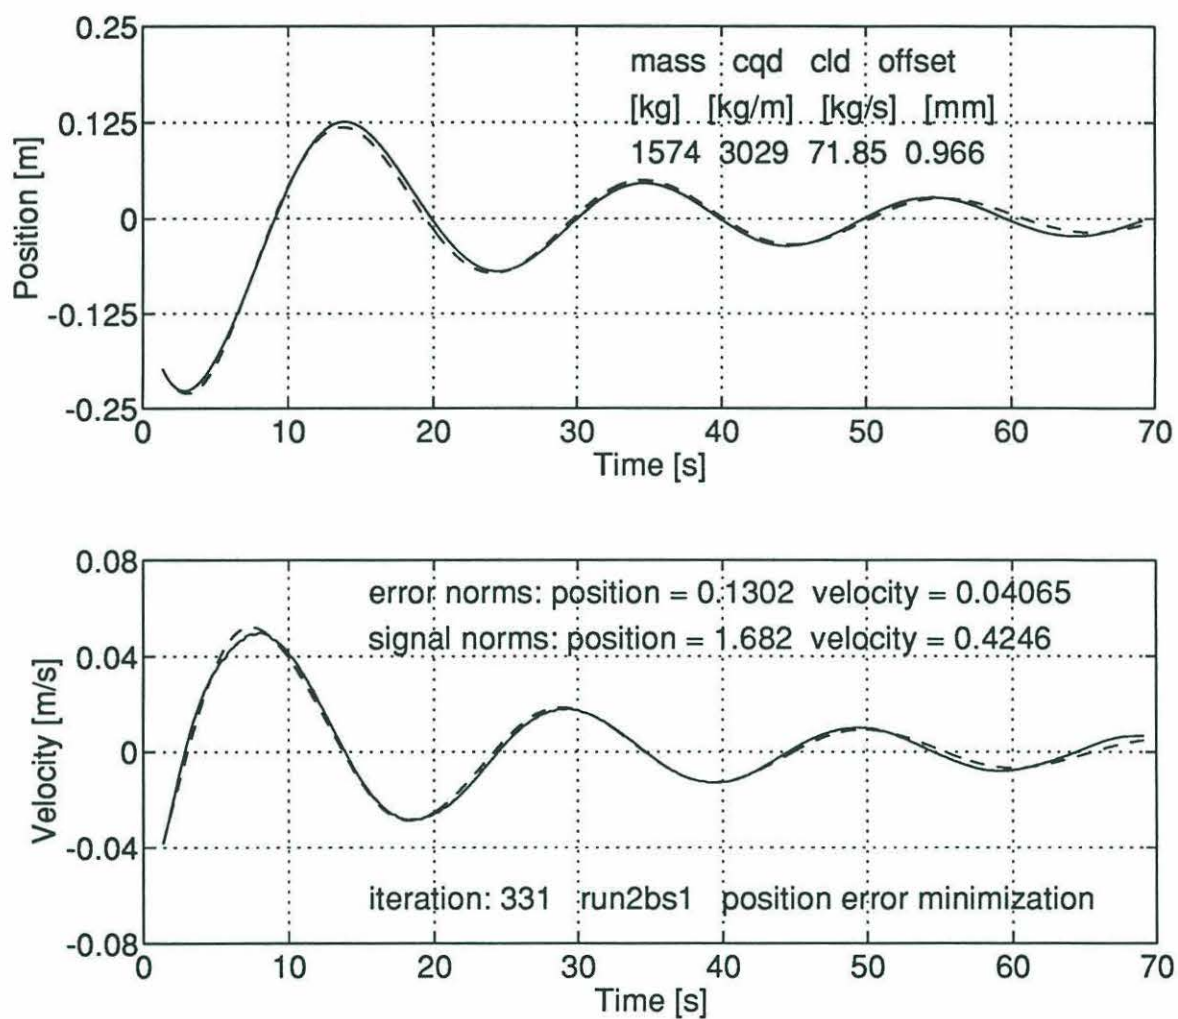 0.25
mass cqd cld offset
[kg] [kg/m] [kg/s] [mm]
0.125
1574 3029 71.85 0.966
Position [m]
0
-0.125
-0.25
0 10 20 30 40 50 60 70
Time [s]
0.08
error norms: position = 0.1302 velocity = 0.04065
signal norms: position = 1.682 velocity = 0.4246
0.04
Velocity [m/s]
0
-0.04
iteration: 331 run2bs1 position error minimization
-0.08
0 10 20 30 40 50 60 70
Time [s]